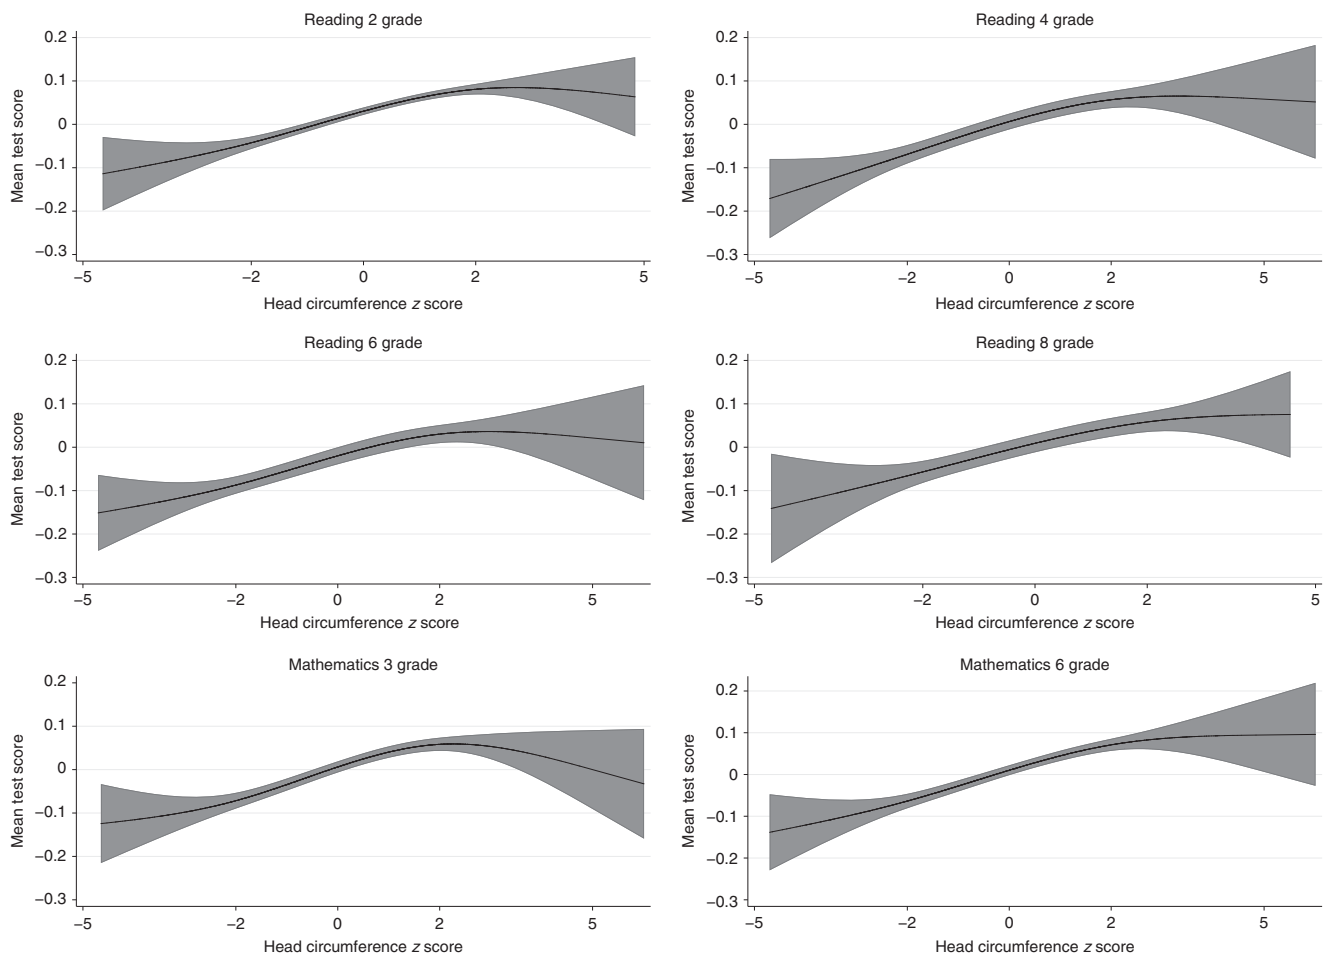 Reading 2 grade
Mean test score
0.2
0.1
0
−0.1
−0.2
−0.3
−5 −2 0 2 5
Head circumference z score
Reading 4 grade
Mean test score
0.2
0.1
0
−0.1
−0.2
−0.3
−5 −2 0 2 5
Head circumference z score
Reading 6 grade
Mean test score
0.2
0.1
0
−0.1
−0.2
−0.3
−5 −2 0 2 5
Head circumference z score
Reading 8 grade
Mean test score
0.2
0.1
0
−0.1
−0.2
−0.3
−5 −2 0 2 5
Head circumference z score
Mathematics 3 grade
Mean test score
0.2
0.1
0
−0.1
−0.2
−0.3
−5 −2 0 2 5
Head circumference z score
Mathematics 6 grade
Mean test score
0.2
0.1
0
−0.1
−0.2
−0.3
−5 −2 0 2 5
Head circumference z score